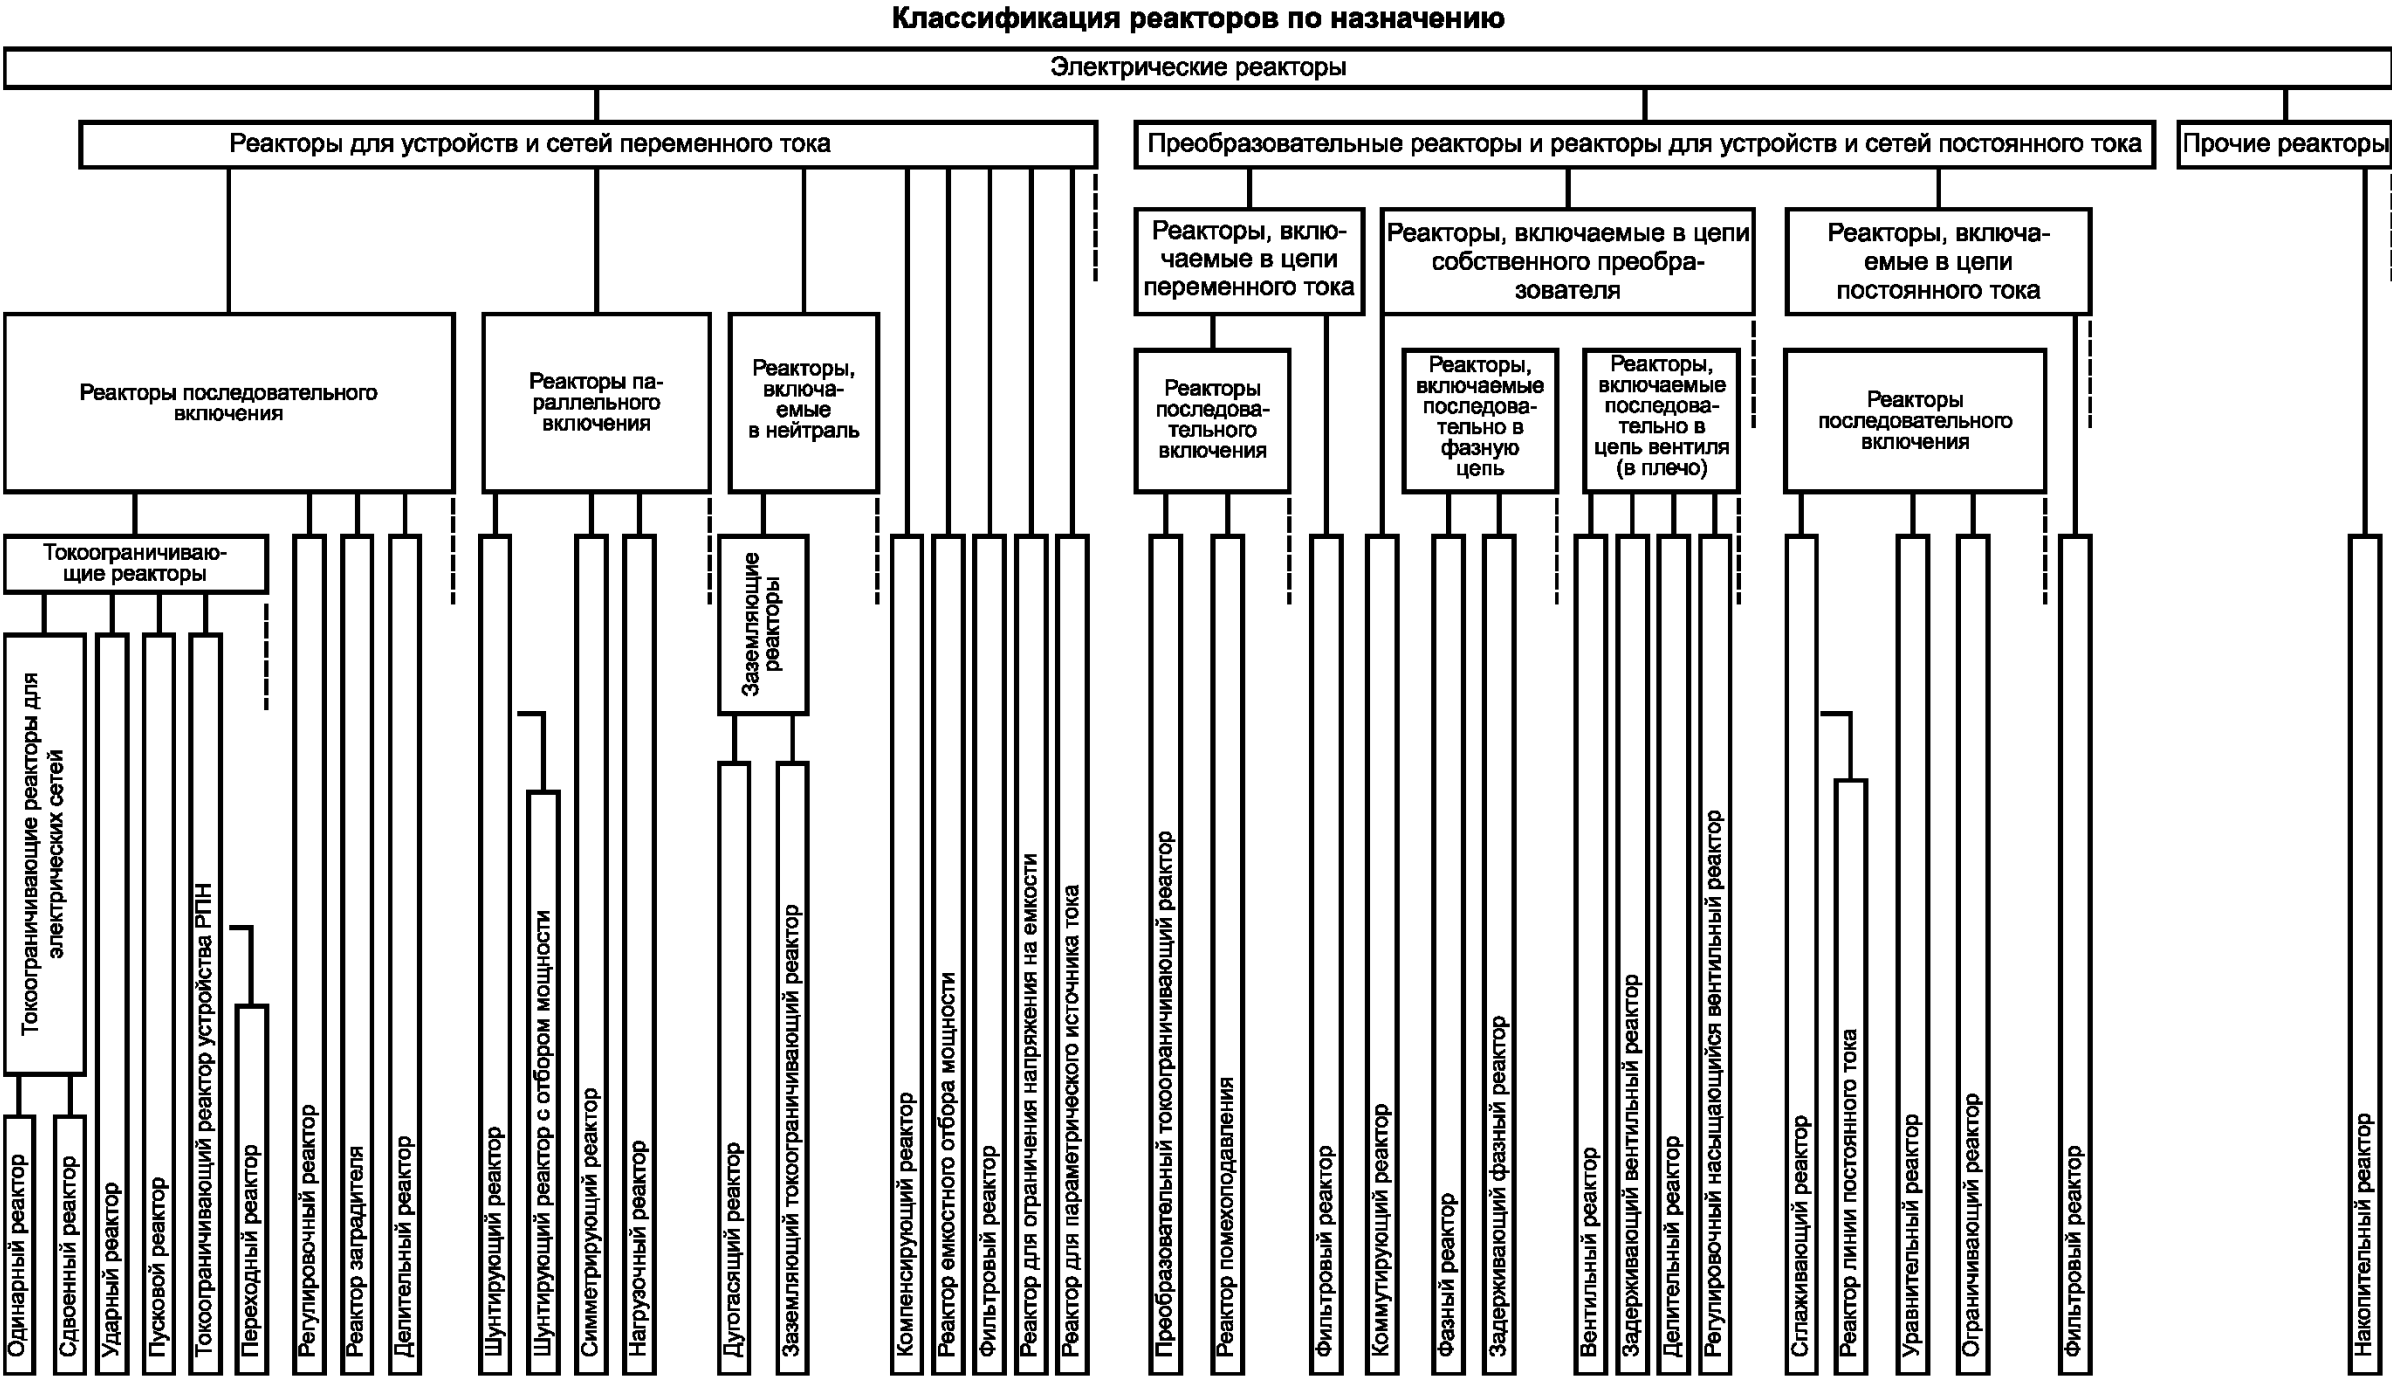 Классификация реакторов по назначению
Электрические реакторы
Реакторы для устройств и сетей переменного тока
Преобразовательные реакторы и реакторы для устройств и сетей постоянного тока
Прочие реакторы
Реакторы, вклю-
чаемые в цепи
переменного тока
Реакторы, включаемые в цепи
собственного преобра-
зователя
Реакторы, включа-
емые в цепи
постоянного тока
Реакторы последовательного
включения
Реакторы па-
раллельного
включения
Реакторы,
включа-
емые
в нейтраль
Реакторы
последова-
тельного
включения
Реакторы,
включаемые
последова-
тельно в
фазную
цепь
Реакторы,
включаемые
последова-
тельно в
цепь вентиля
(в плечо)
Реакторы
последовательного
включения
Токоограничиваю-
щие реакторы
Заземляющие
реакторы
Токоограничивающие реакторы для
электрических сетей
Одинарный реактор
Сдвоенный реактор
Ударный реактор
Пусковой реактор
Токоограничивающий реактор устройства РПН
Переходный реактор
Регулировочный реактор
Реактор заградителя
Делительный реактор
Шунтирующий реактор
Шунтирующий реактор с отбором мощности
Симметрирующий реактор
Нагрузочный реактор
Дугогасящий реактор
Заземляющий токоограничивающий реактор
Компенсирующий реактор
Реактор емкостного отбора мощности
Фильтровый реактор
Реактор для ограничения напряжения на емкости
Реактор для параметрического источника тока
Преобразовательный токоограничивающий реактор
Реактор помехоподавления
Фильтровый реактор
Коммутирующий реактор
Фазный реактор
Задерживающий фазный реактор
Вентильный реактор
Задерживающий вентильный реактор
Делительный реактор
Регулировочный насыщающийся вентильный реактор
Сглаживающий реактор
Реактор линии постоянного тока
Уравнительный реактор
Ограничивающий реактор
Фильтровый реактор
Накопительный реактор